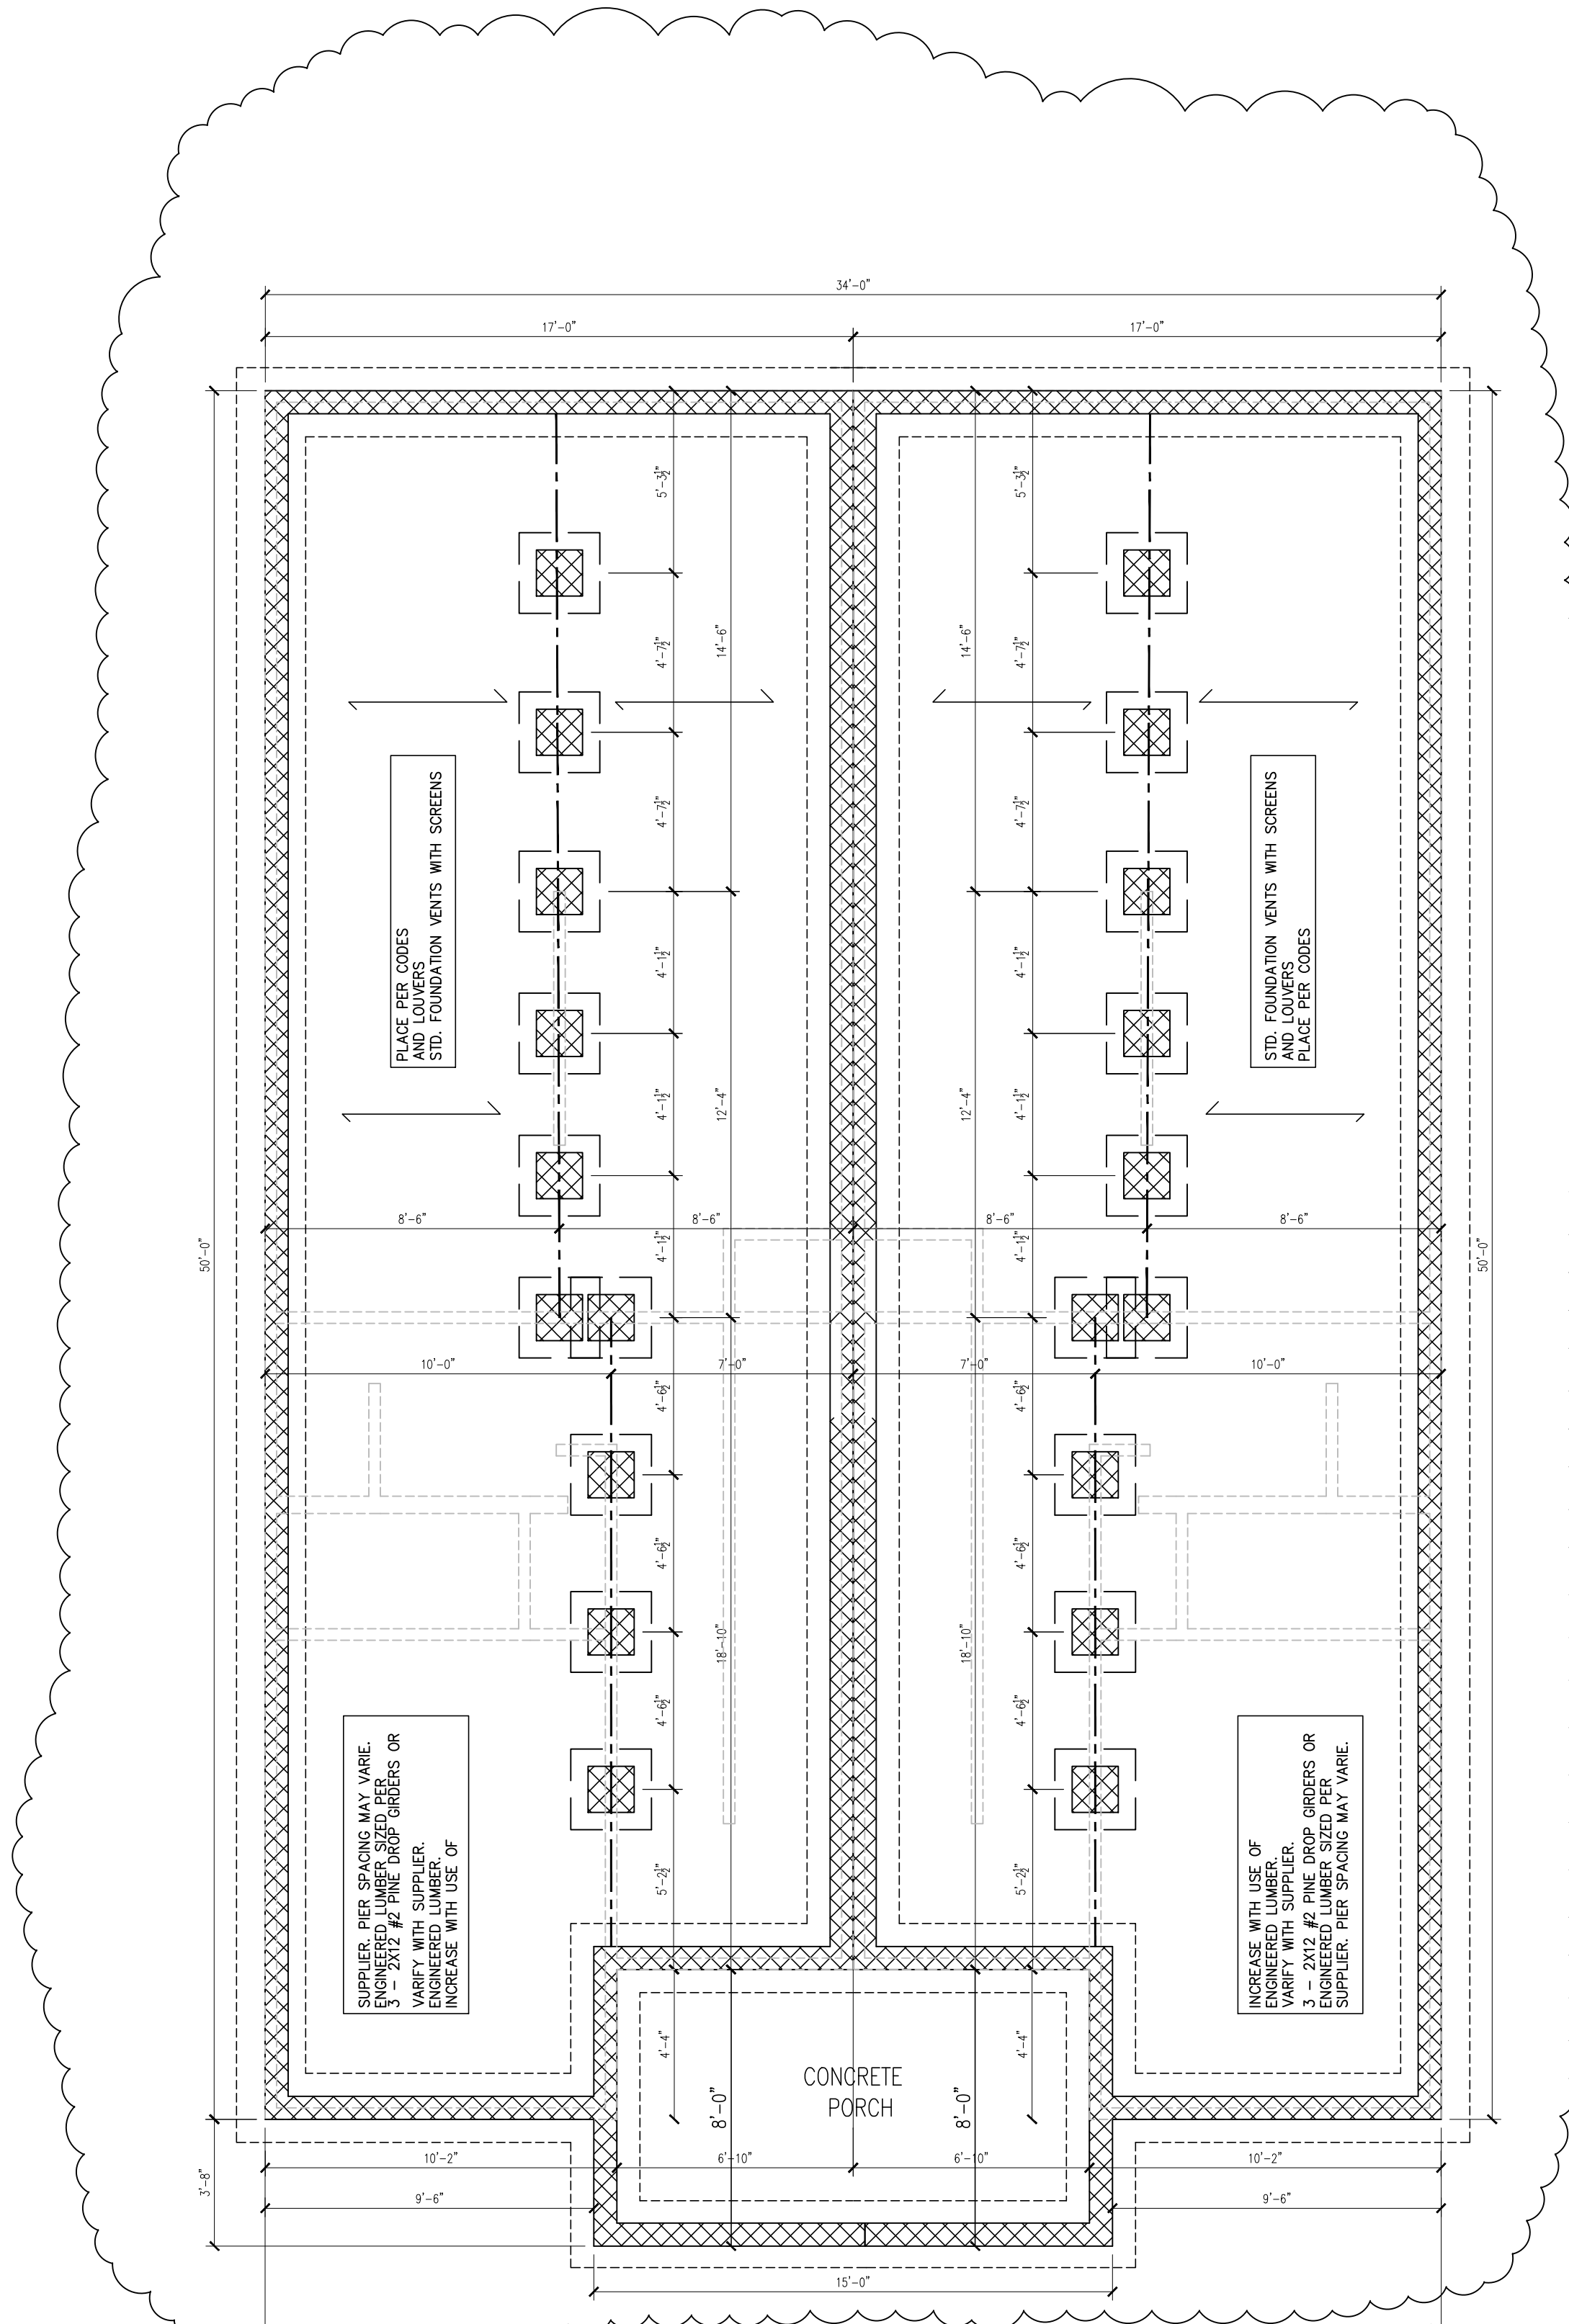 34'-0"
17'-0"
17'-0"
5'-3½"
5'-3½"
4'-7½"
14'-6"
14'-6"
4'-7½"
4'-7½"
4'-7½"
PLACE PER CODES
AND LOUVERS
STD. FOUNDATION VENTS WITH SCREENS
STD. FOUNDATION VENTS WITH SCREENS
AND LOUVERS
PLACE PER CODES
4'-1½"
4'-1½"
4'-1½"
12'-4"
12'-4"
4'-1½"
8'-6"
8'-6"
8'-6"
8'-6"
50'-0"
4'-1½"
4'-1½"
50'-0"
10'-0"
7'-0"
7'-0"
10'-0"
4'-6½"
4'-6½"
4'-6½"
4'-6½"
18'-10"
18'-10"
4'-6½"
4'-6½"
SUPPLIER. PIER SPACING MAY VARIE.
ENGINEERED LUMBER SIZED PER
3 - 2X12 #2 PINE DROP GIRDERS OR
VARIFY WITH SUPPLIER.
ENGINEERED LUMBER.
INCREASE WITH USE OF
INCREASE WITH USE OF
ENGINEERED LUMBER.
VARIFY WITH SUPPLIER.
3 - 2X12 #2 PINE DROP GIRDERS OR
ENGINEERED LUMBER SIZED PER
SUPPLIER. PIER SPACING MAY VARIE.
5'-2½"
5'-2½"
4'-4"
4'-4"
CONCRETE
PORCH
8'-0"
8'-0"
10'-2"
6'-10"
6'-10"
10'-2"
3'-8"
9'-6"
9'-6"
15'-0"